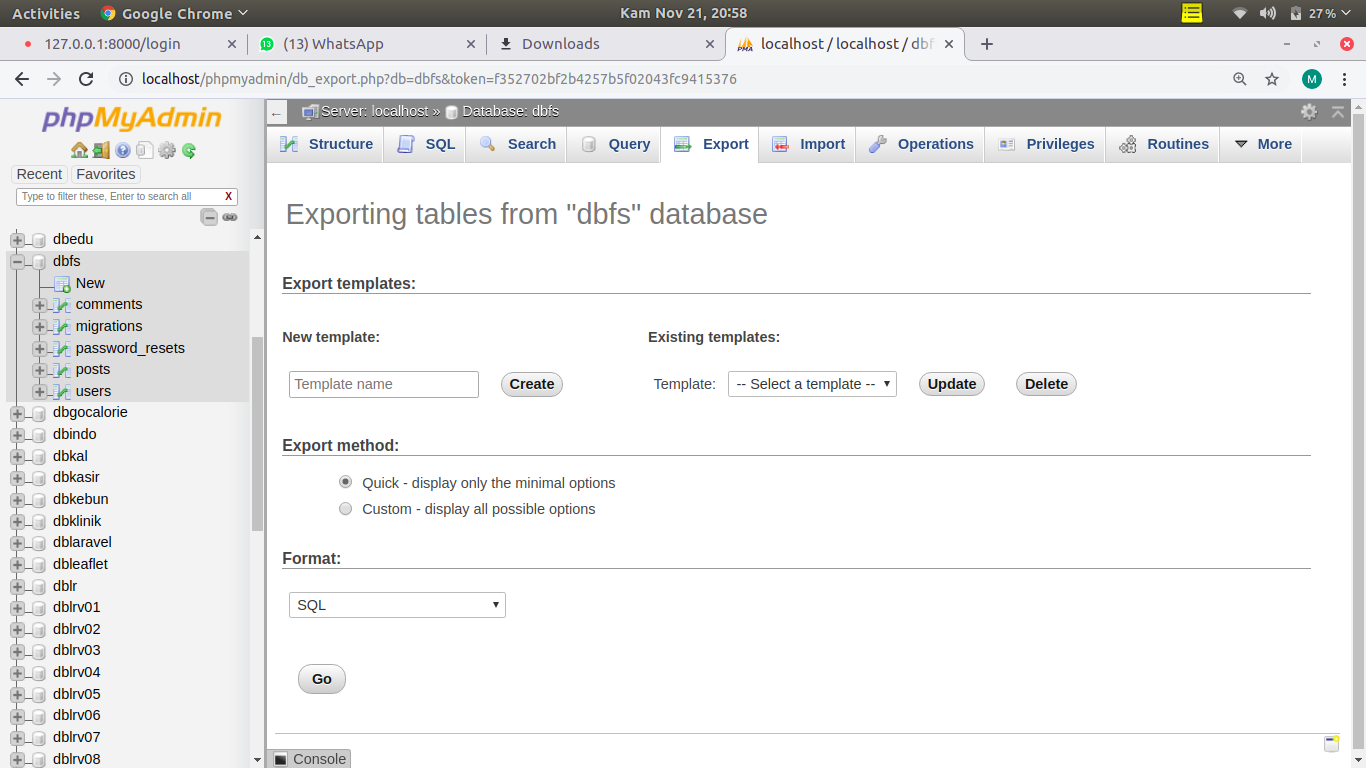 Activities Google Chrome Kam Nov 21, 20:58 27%
127.0.0.1:8000/login (13) WhatsApp Downloads localhost / localhost / dbf
localhost/phpmyadmin/db_export.php?db=dbfs&token=f352702bf2b4257b5f02043fc9415376 M
phpMyAdmin
Recent Favorites
Type to filter these, Enter to search all X
dbedu
dbfs
New
comments
migrations
password_resets
posts
users
dbgocalorie
dbindo
dbkal
dbkasir
dbkebun
dbklinik
dblaravel
dbleaflet
dblr
dblrv01
dblrv02
dblrv03
dblrv04
dblrv05
dblrv06
dblrv07
dblrv08
← Server: localhost » Database: dbfs
Structure SQL Search Query Export Import Operations Privileges Routines More
Exporting tables from "dbfs" database
Export templates:
New template: Existing templates:
Template name Create Template: -- Select a template -- Update Delete
Export method:
Quick - display only the minimal options
Custom - display all possible options
Format:
SQL
Go
Console